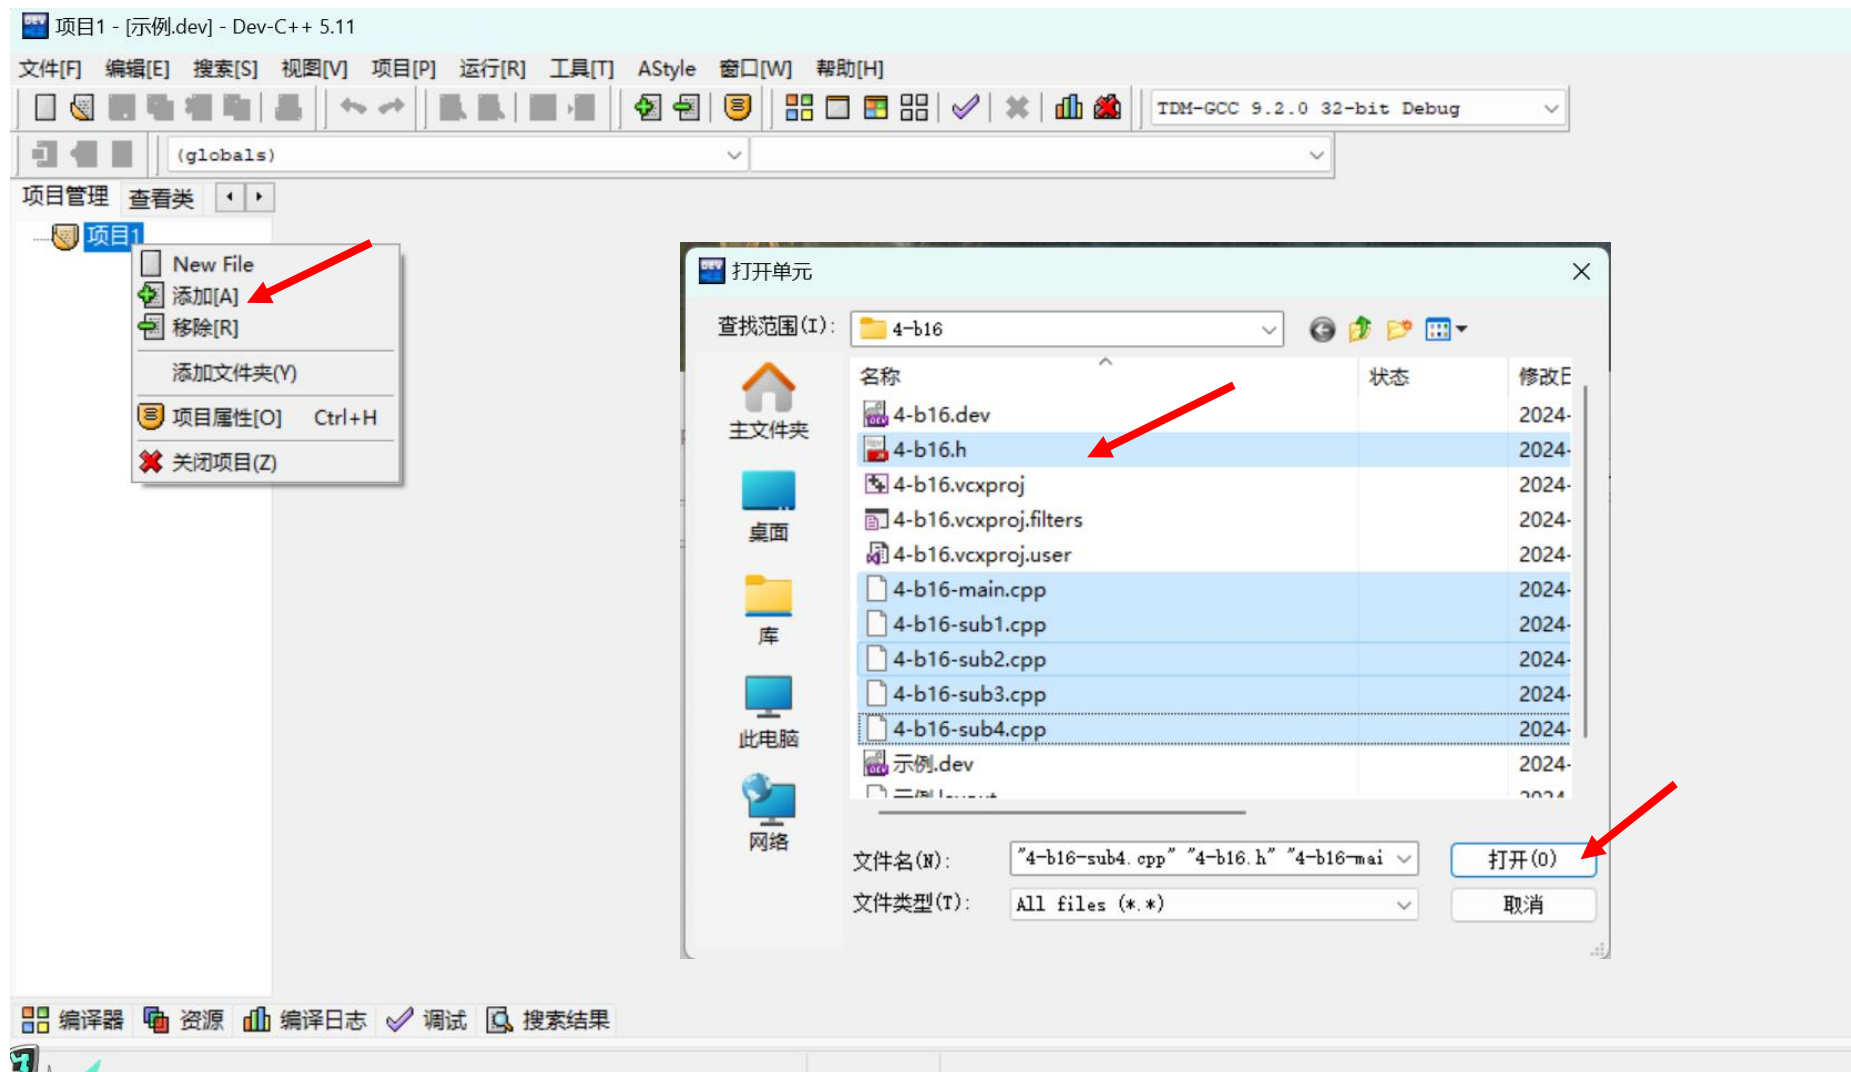 项目1 - [示例.dev] - Dev-C++ 5.11
文件[F] 编辑[E] 搜索[S] 视图[V] 项目[P] 运行[R] 工具[T] AStyle 窗口[W] 帮助[H]
TDM-GCC 9.2.0 32-bit Debug
(globals)
项目管理 查看类
项目1
New File
添加[A]
移除[R]
添加文件夹(Y)
项目属性[O] Ctrl+H
关闭项目(Z)
打开单元
查找范围(I): 4-b16
主文件夹
桌面
库
此电脑
网络
名称 状态 修改日
4-b16.dev 2024-
4-b16.h 2024-
4-b16.vcxproj 2024-
4-b16.vcxproj.filters 2024-
4-b16.vcxproj.user 2024-
4-b16-main.cpp 2024-
4-b16-sub1.cpp 2024-
4-b16-sub2.cpp 2024-
4-b16-sub3.cpp 2024-
4-b16-sub4.cpp 2024-
示例.dev 2024-
示例.layout 2024
文件名(N): "4-b16-sub4.cpp" "4-b16.h" "4-b16-mai
打开(O)
文件类型(T): All files (*.*)
取消
编译器 资源 编译日志 调试 搜索结果